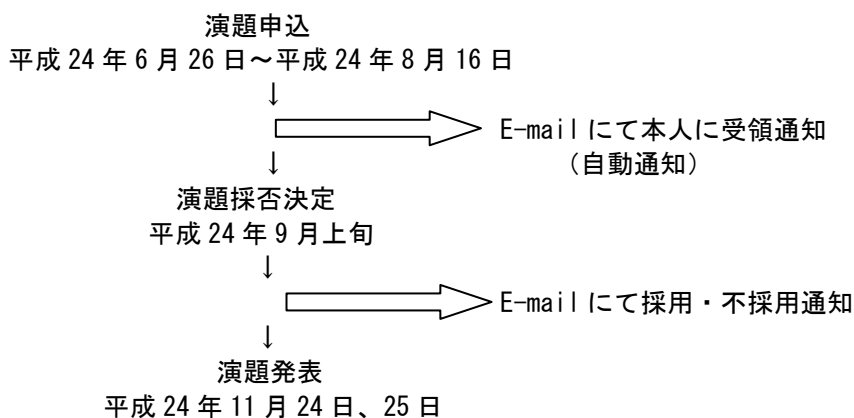 演題申込
平成 24 年 6 月 26 日～平成 24 年 8 月 16 日
↓
E-mail にて本人に受領通知
（自動通知）
↓
演題採否決定
平成 24 年 9 月上旬
↓
E-mail にて採用・不採用通知
↓
演題発表
平成 24 年 11 月 24 日、25 日